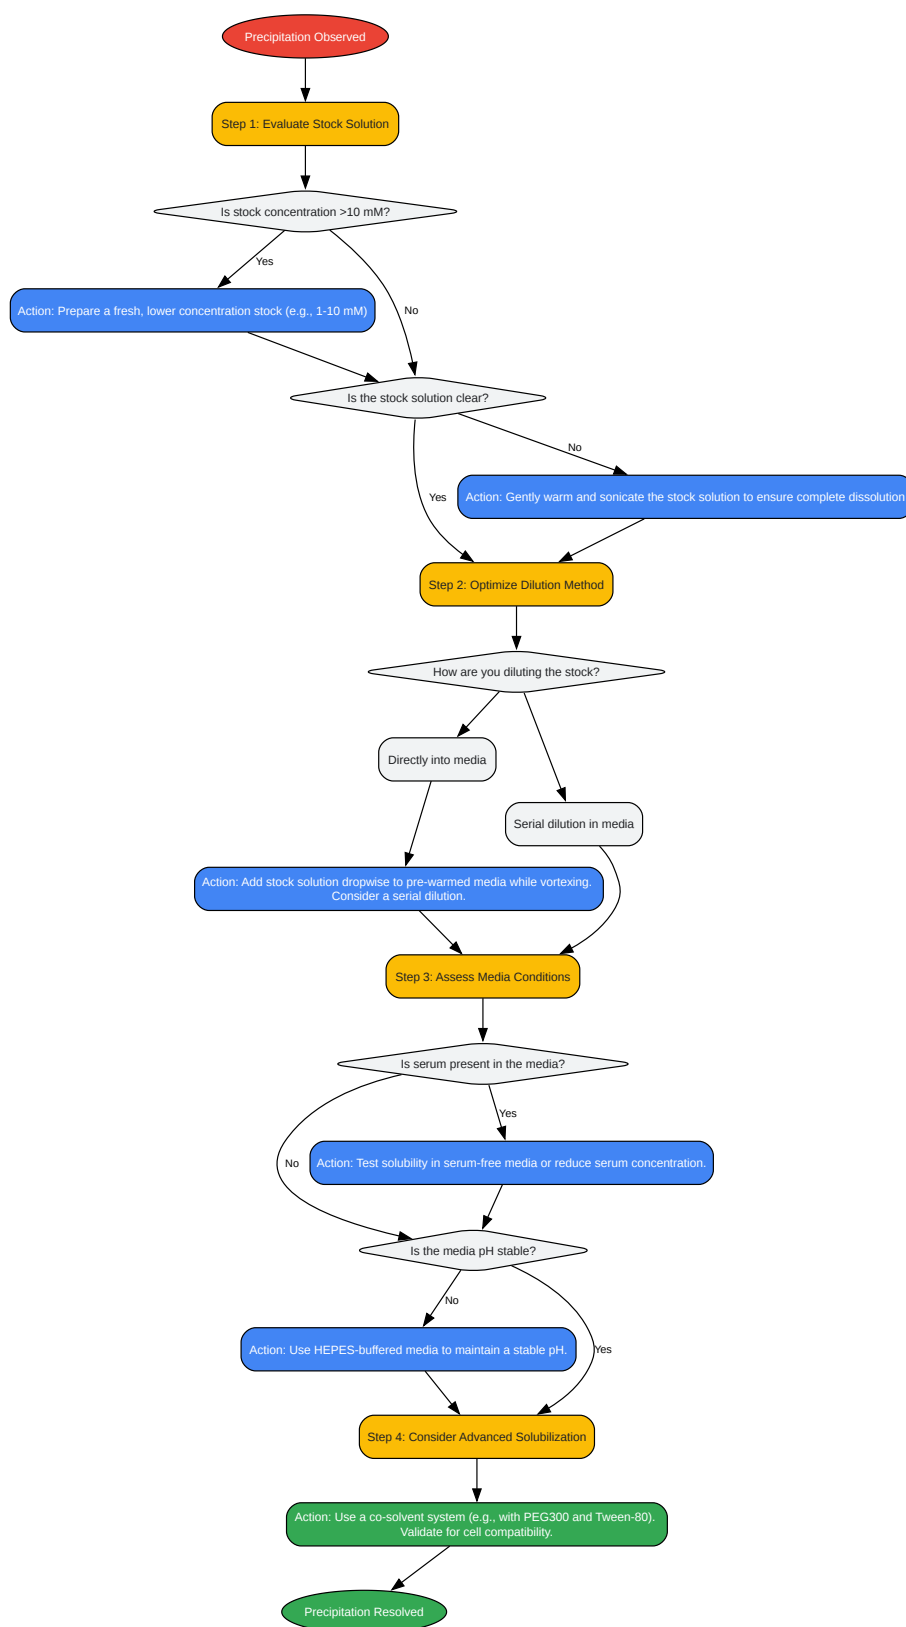 Precipitation Observed
Step 1: Evaluate Stock Solution
Is stock concentration >10 mM?
Yes
No
Action: Prepare a fresh, lower concentration stock (e.g., 1-10 mM)
Is the stock solution clear?
No
Yes
Action: Gently warm and sonicate the stock solution to ensure complete dissolution
Step 2: Optimize Dilution Method
How are you diluting the stock?
Directly into media
Serial dilution in media
Action: Add stock solution dropwise to pre-warmed media while vortexing.
Consider a serial dilution.
Step 3: Assess Media Conditions
Is serum present in the media?
Yes
No
Action: Test solubility in serum-free media or reduce serum concentration.
Is the media pH stable?
No
Yes
Action: Use HEPES-buffered media to maintain a stable pH.
Step 4: Consider Advanced Solubilization
Action: Use a co-solvent system (e.g., with PEG300 and Tween-80).
Validate for cell compatibility.
Precipitation Resolved